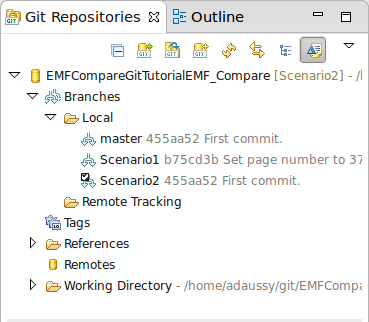 Git Repositories Outline
EMFCompareGitTutorialEMF_Compare [Scenario2] - /
Branches
Local
master 455aa52 First commit.
Scenario1 b75cd3b Set page number to 37
Scenario2 455aa52 First commit.
Remote Tracking
Tags
References
Remotes
Working Directory - /home/adaussy/git/EMFCompa